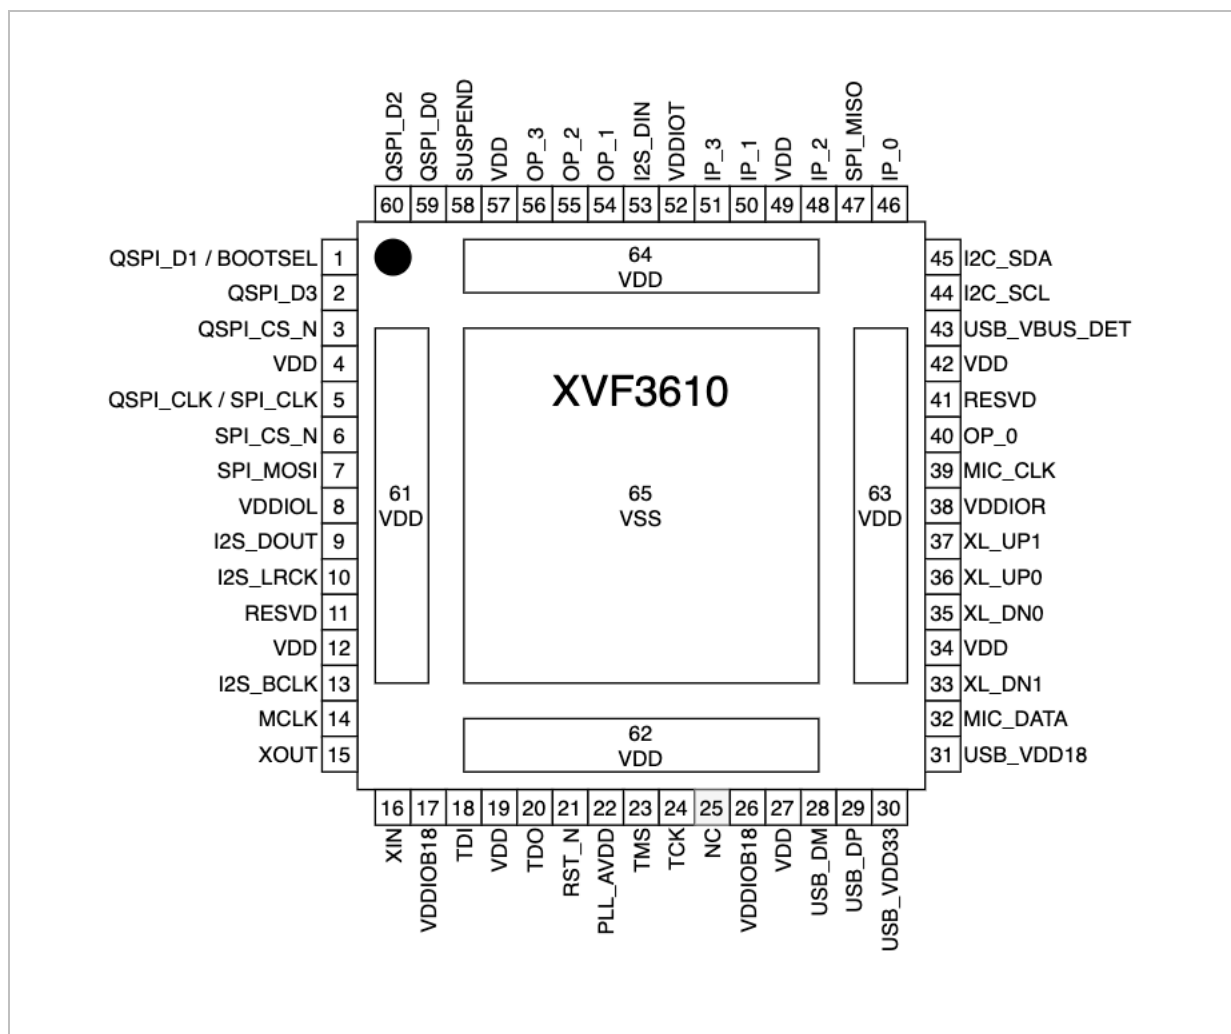 QSPI_D2
QSPI_D0
SUSPEND
VDD
OP_3
OP_2
OP_1
I2S_DIN
VDDIOT
IP_3
IP_1
VDD
IP_2
SPI_MISO
IP_0
60 59 58 57 56 55 54 53 52 51 50 49 48 47 46
QSPI_D1 / BOOTSEL 1
QSPI_D3 2
QSPI_CS_N 3
VDD 4
QSPI_CLK / SPI_CLK 5
SPI_CS_N 6
SPI_MOSI 7
VDDIOL 8
I2S_DOUT 9
I2S_LRCK 10
RESVD 11
VDD 12
I2S_BCLK 13
MCLK 14
XOUT 15
64
VDD
XVF3610
61
VDD
65
VSS
63
VDD
62
VDD
45 I2C_SDA
44 I2C_SCL
43 USB_VBUS_DET
42 VDD
41 RESVD
40 OP_0
39 MIC_CLK
38 VDDIOR
37 XL_UP1
36 XL_UP0
35 XL_DN0
34 VDD
33 XL_DN1
32 MIC_DATA
31 USB_VDD18
16 17 18 19 20 21 22 23 24 25 26 27 28 29 30
XIN
VDDIOB18
TDI
VDD
TDO
RST_N
PLL_AVDD
TMS
TCK
NC
VDDIOB18
VDD
USB_DM
USB_DP
USB_VDD33